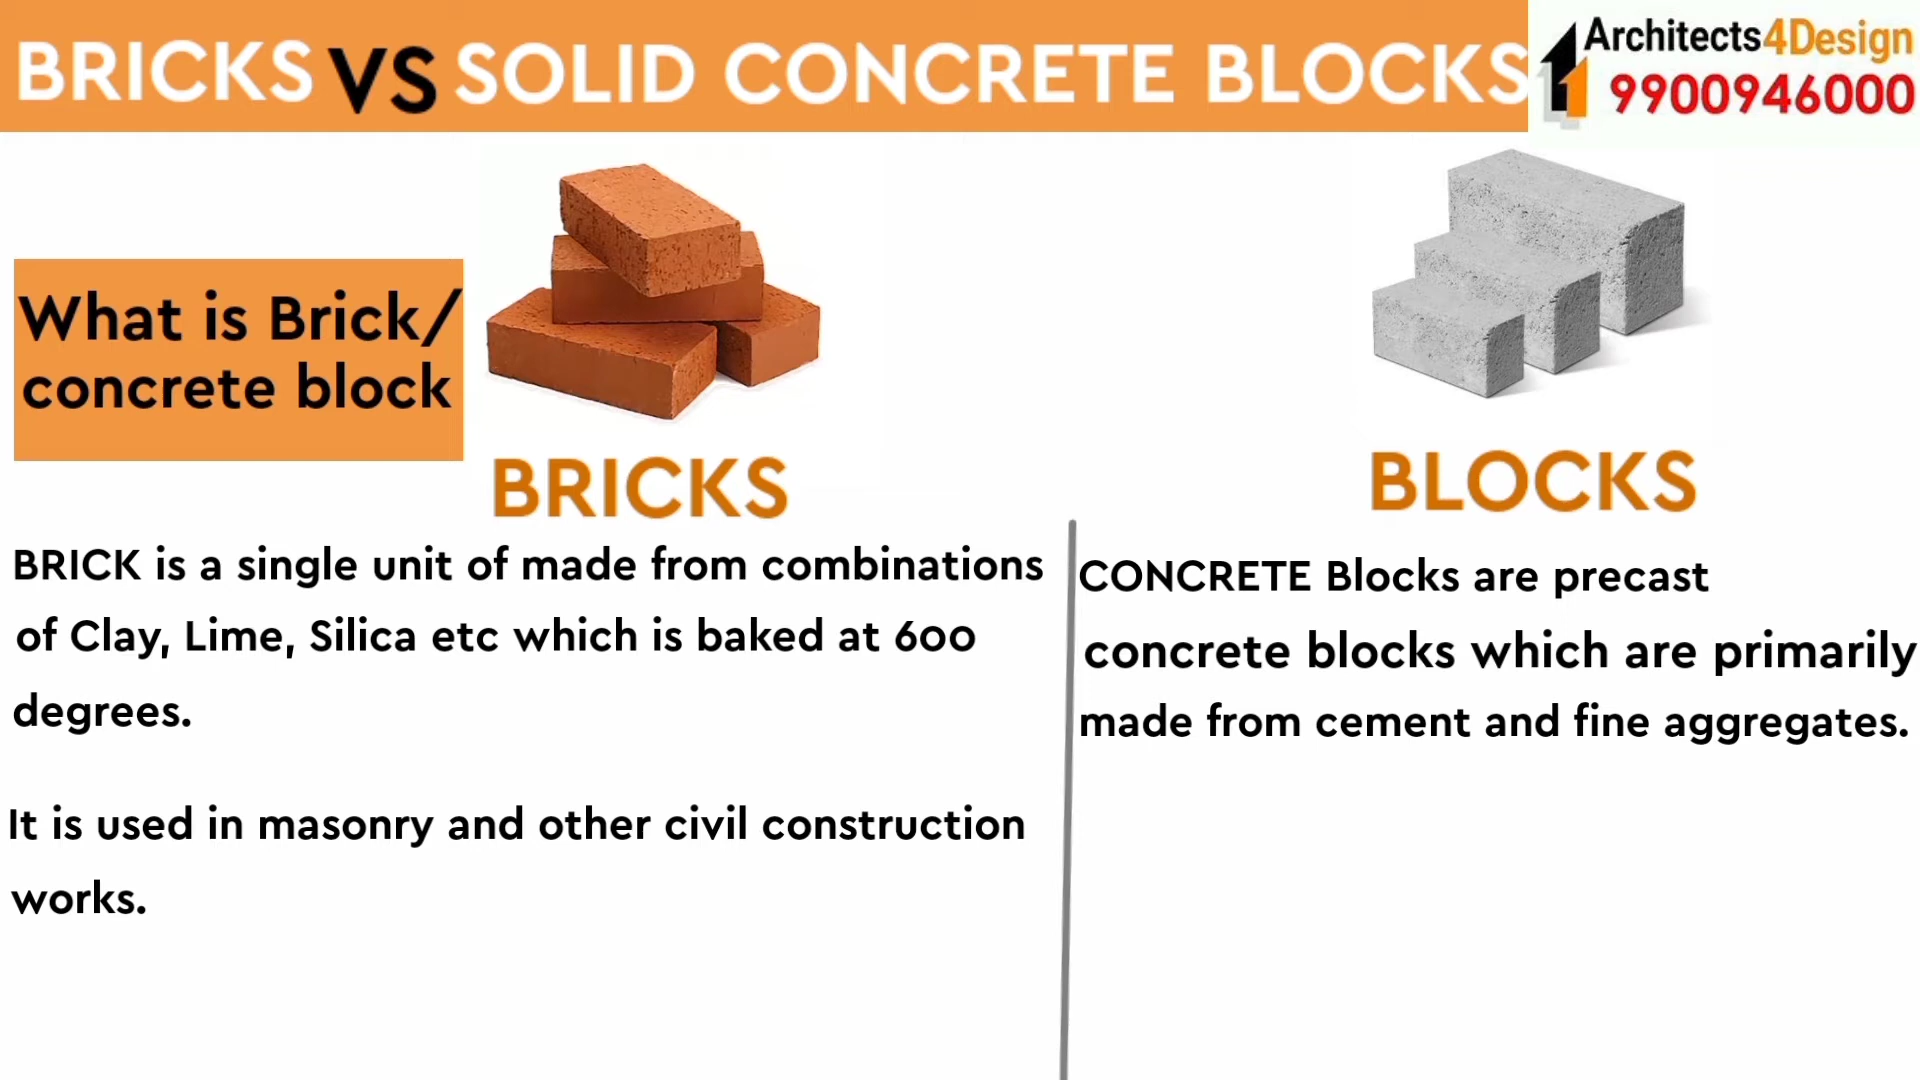 BRICKS VS SOLID CONCRETE BLOCKS
Architects4Design
9900946000
What is Brick/
concrete block
BRICKS
BRICK is a single unit of made from combinations
of Clay, Lime, Silica etc which is baked at 600
degrees.
It is used in masonry and other civil construction
works.
BLOCKS
CONCRETE Blocks are precast
concrete blocks which are primarily
made from cement and fine aggregates.